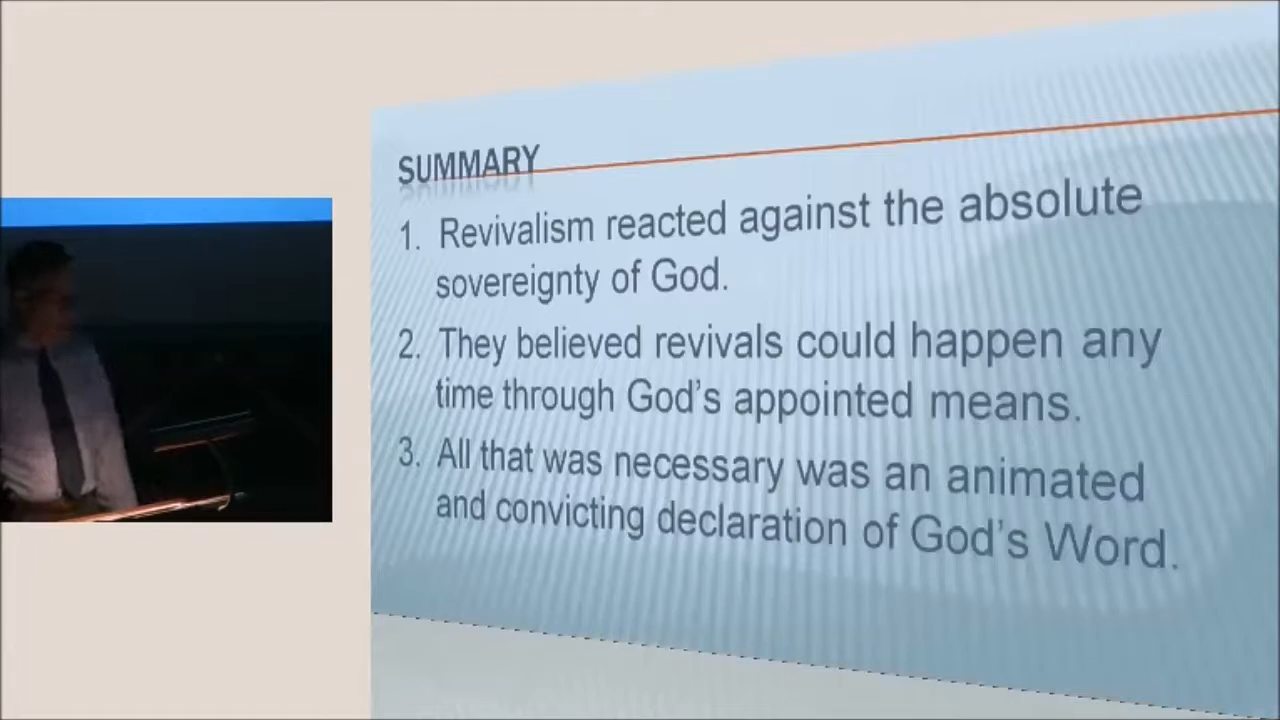 SUMMARY
1. Revivalism reacted against the absolute
sovereignty of God.
2. They believed revivals could happen any
time through God's appointed means.
3. All that was necessary was an animated
and convicting declaration of God's Word.